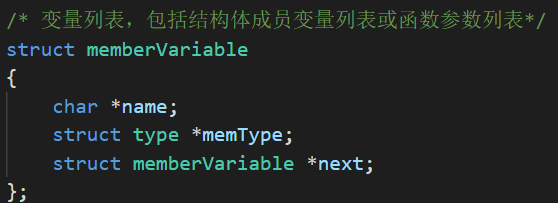 /* 变量列表，包括结构体成员变量列表或函数参数列表*/
struct memberVariable
{
    char *name;
    struct type *memType;
    struct memberVariable *next;
};